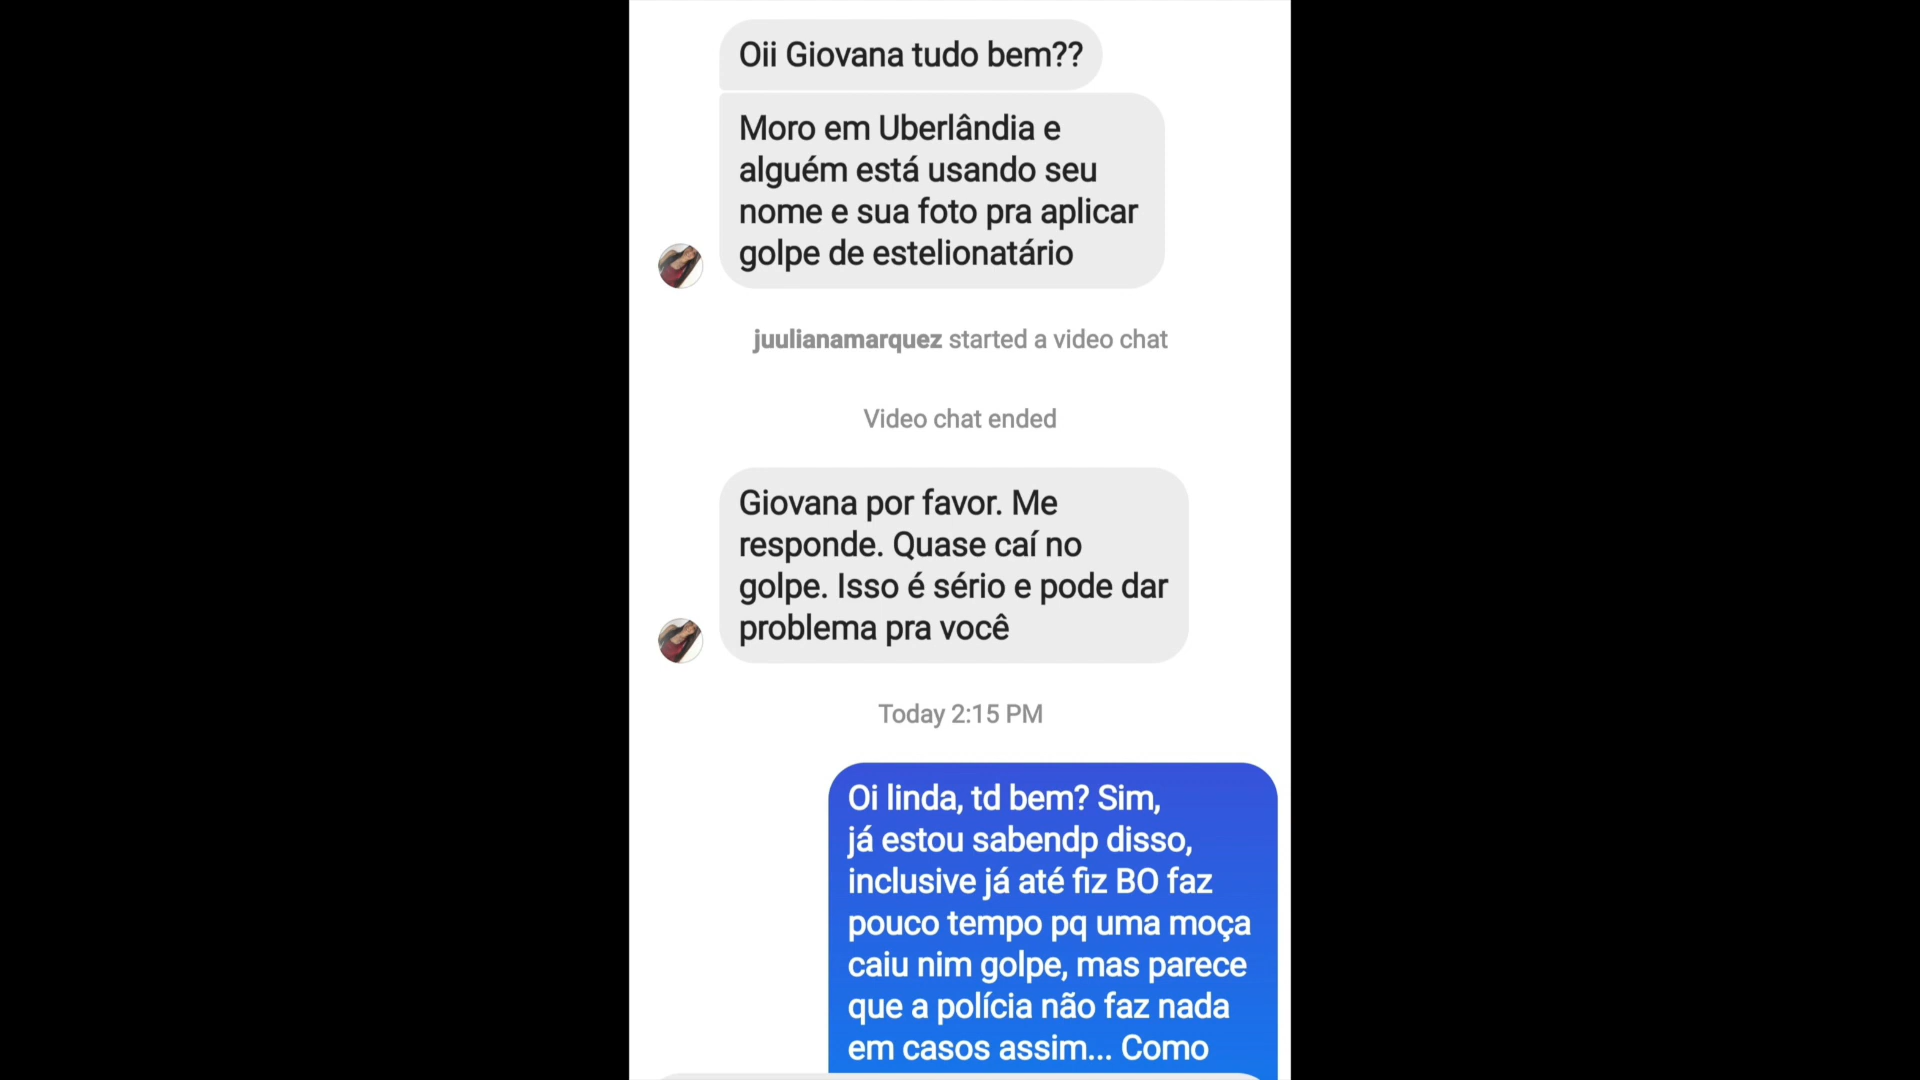 Oii Giovana tudo bem??
Moro em Uberlândia e
alguém está usando seu
nome e sua foto pra aplicar
golpe de estelionatário
juulianamarquez started a video chat
Video chat ended
Giovana por favor. Me
responde. Quase caí no
golpe. Isso é sério e pode dar
problema pra você
Today 2:15 PM
Oi linda, td bem? Sim,
já estou sabendp disso,
inclusive já até fiz BO faz
pouco tempo pq uma moça
caiu nim golpe, mas parece
que a polícia não faz nada
em casos assim... Como